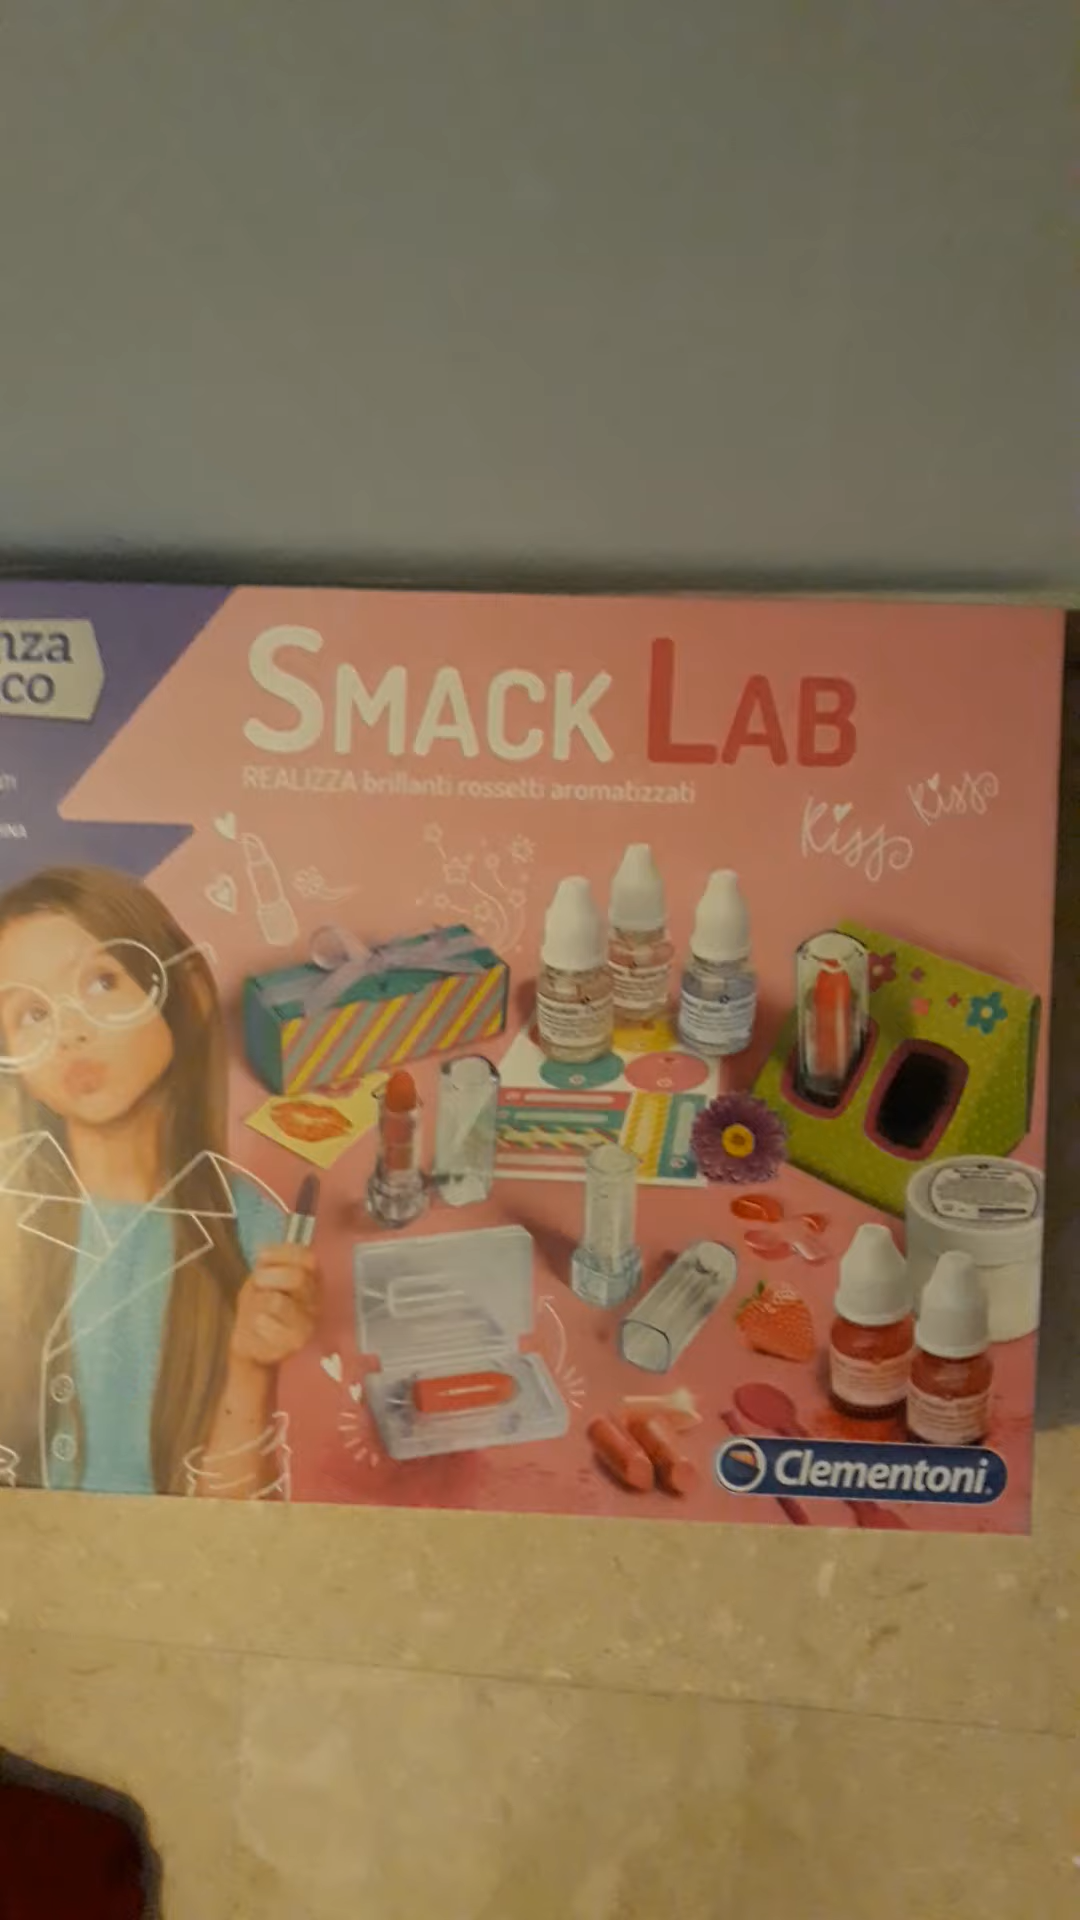 SMACK LAB
REALIZZA brillanti rossetti aromatizzati
Kiss Kiss
nza
co
Clementoni